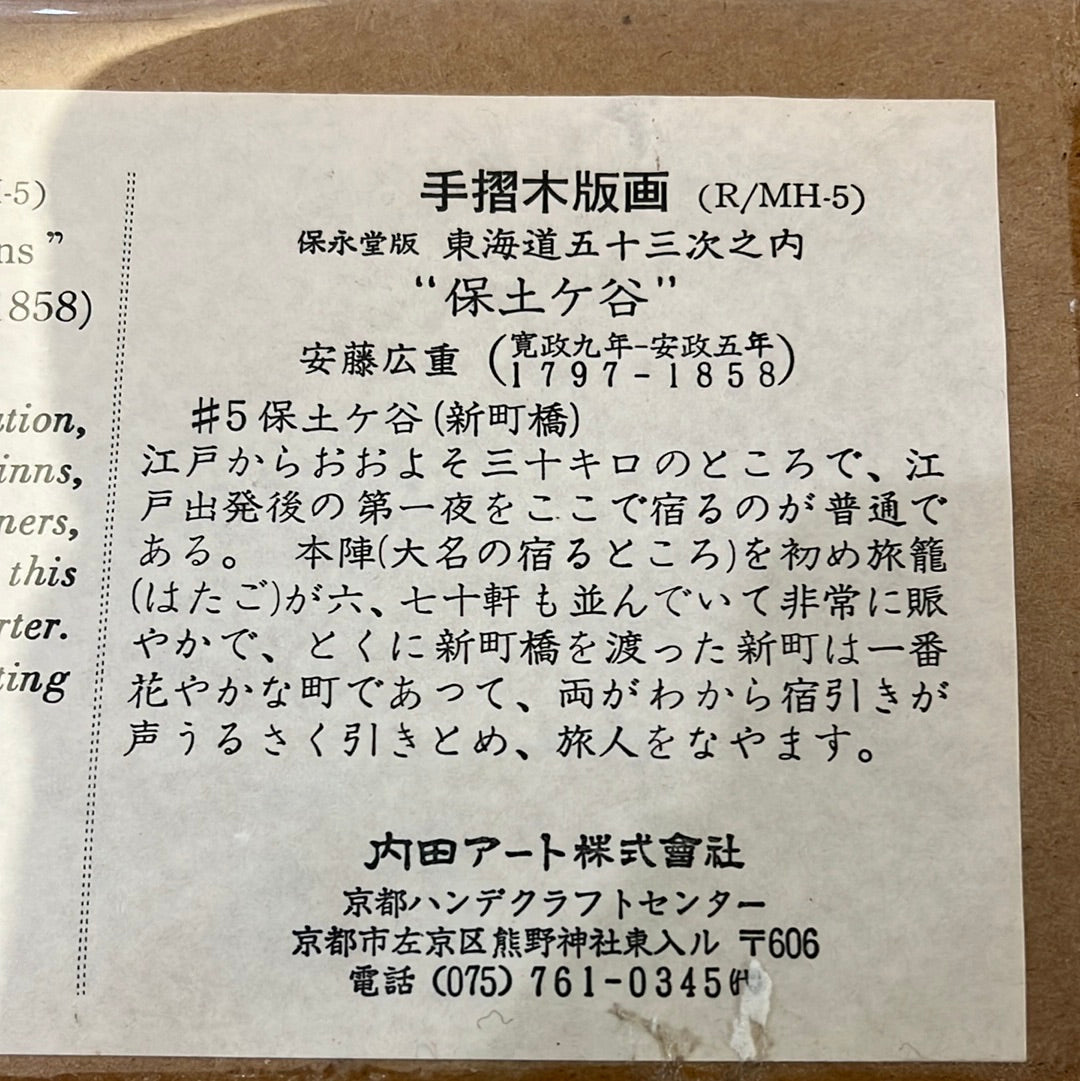 -5)
ns"
1858)
ation,
inns,
ners,
this
rter.
ting
手摺木版画 (R/MH-5)
保永堂版 東海道五十三次之内
“保土ケ谷”
安藤広重 (寛政九年-安政五年 1797-1858)
#5 保土ケ谷 (新町橋)
江戸からおおよそ三十キロのところで、江
戸出発後の第一夜をここで宿るのが普通で
ある。 本陣(大名の宿るところ)を初め旅籠
(はたご)が六、七十軒も並んでいて非常に賑
やかで、とくに新町橋を渡った新町は一番
花やかな町であつて、両がわから宿引きが
声うるさく引きとめ、旅人をなやます。
内田アート株式會社
京都ハンデクラフトセンター
京都市左京区熊野神社東入ル 〒606
電話 (075) 761-0345